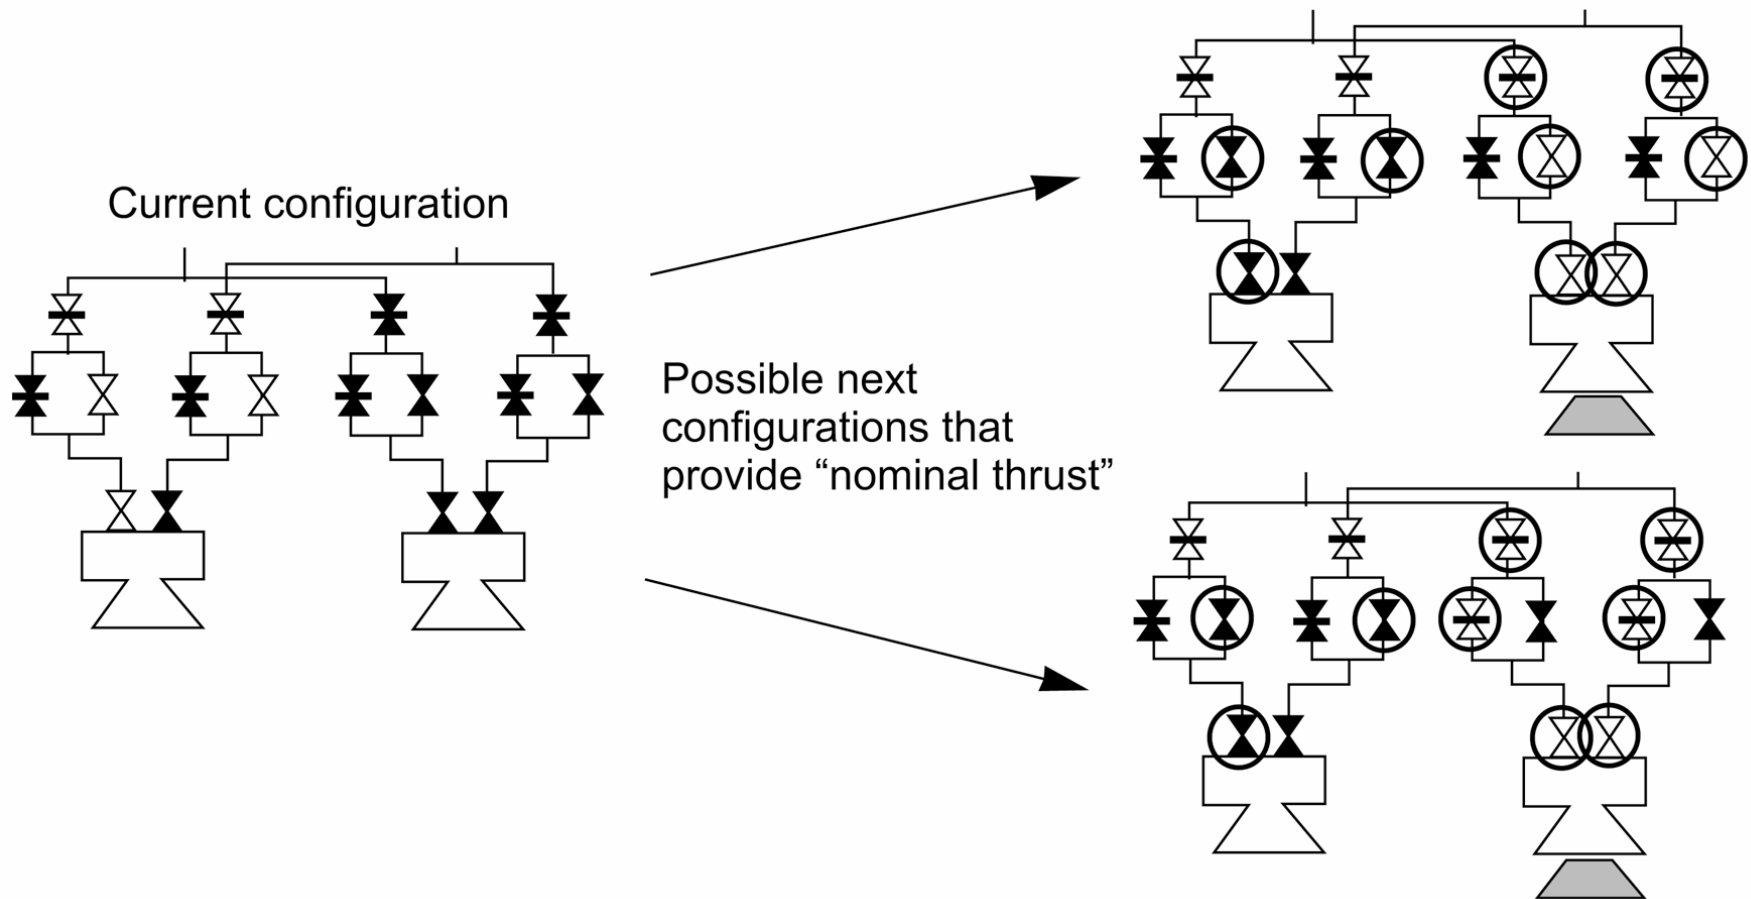 Current configuration
Possible next
configurations that
provide “nominal thrust”